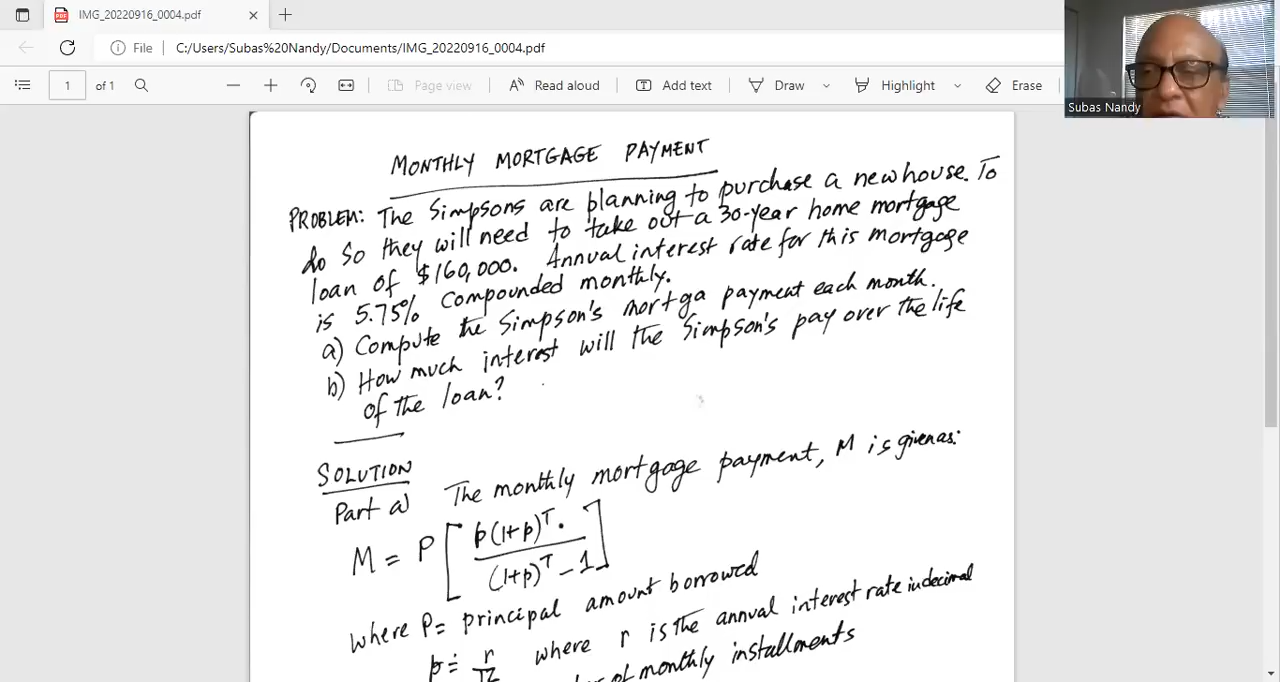 IMG_20220916_0004.pdf
File C:/Users/Subas%20Nandy/Documents/IMG_20220916_0004.pdf
1 of 1 Page view Read aloud Add text Draw Highlight Erase
Subas Nandy
MONTHLY MORTGAGE PAYMENT
PROBLEM: The Simpsons are planning to purchase a new house. To
do so they will need to take out a 30-year home mortgage
loan of $160,000. Annual interest rate for this mortgage
is 5.75% compounded monthly.
a) Compute the Simpson's mortga payment each month.
b) How much interest will the Simpson's pay over the life
of the loan?
SOLUTION
Part a) The monthly mortgage payment, M is given as:
M = P [ p(1+p)^T / (1+p)^T - 1 ]
where P= principal amount borrowed
p = r/12 where r is the annual interest rate in decimal
of monthly installments